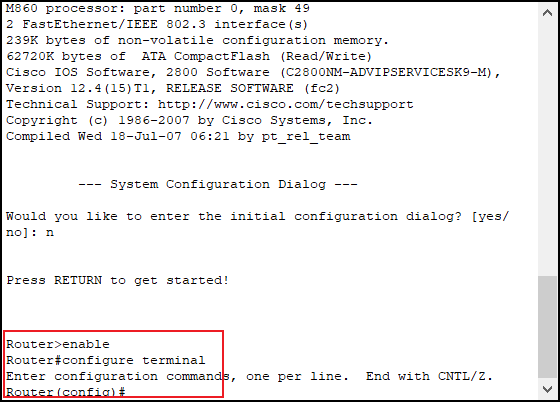 M860 processor: part number 0, mask 49
2 FastEthernet/IEEE 802.3 interface(s)
239K bytes of non-volatile configuration memory.
62720K bytes of  ATA CompactFlash (Read/Write)
Cisco IOS Software, 2800 Software (C2800NM-ADVIPSERVICESK9-M),
Version 12.4(15)T1, RELEASE SOFTWARE (fc2)
Technical Support: http://www.cisco.com/techsupport
Copyright (c) 1986-2007 by Cisco Systems, Inc.
Compiled Wed 18-Jul-07 06:21 by pt_rel_team
--- System Configuration Dialog ---
Would you like to enter the initial configuration dialog? [yes/
no]: n
Press RETURN to get started!
Router>enable
Router#configure terminal
Enter configuration commands, one per line.  End with CNTL/Z.
Router(config)#